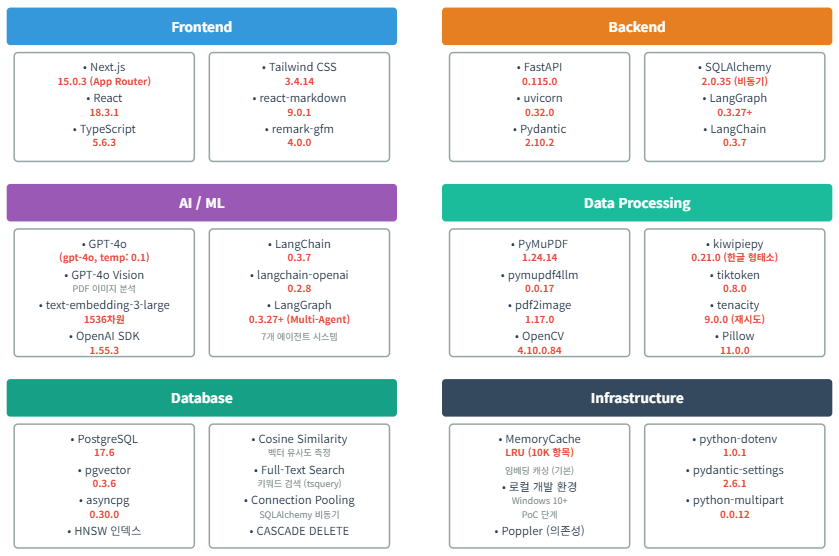 Frontend
• Next.js
15.0.3 (App Router)
• React
18.3.1
• TypeScript
5.6.3
• Tailwind CSS
3.4.14
• react-markdown
9.0.1
• remark-gfm
4.0.0
Backend
• FastAPI
0.115.0
• uvicorn
0.32.0
• Pydantic
2.10.2
• SQLAlchemy
2.0.35 (비동기)
• LangGraph
0.3.27+
• LangChain
0.3.7
AI / ML
• GPT-4o
(gpt-4o, temp: 0.1)
• GPT-4o Vision
PDF 이미지 분석
• text-embedding-3-large
1536차원
• OpenAI SDK
1.55.3
• LangChain
0.3.7
• langchain-openai
0.2.8
• LangGraph
0.3.27+ (Multi-Agent)
7개 에이전트 시스템
Data Processing
• PyMuPDF
1.24.14
• pymupdf4llm
0.0.17
• pdf2image
1.17.0
• OpenCV
4.10.0.84
• kiwipiepy
0.21.0 (한글 형태소)
• tiktoken
0.8.0
• tenacity
9.0.0 (재시도)
• Pillow
11.0.0
Database
• PostgreSQL
17.6
• pgvector
0.3.6
• asyncpg
0.30.0
• HNSW 인덱스
• Cosine Similarity
벡터 유사도 측정
• Full-Text Search
키워드 검색 (tsquery)
• Connection Pooling
SQLAlchemy 비동기
• CASCADE DELETE
Infrastructure
• MemoryCache
LRU (10K 항목)
임베딩 캐싱 (기본)
• 로컬 개발 환경
Windows 10+
PoC 단계
• Poppler (의존성)
• python-dotenv
1.0.1
• pydantic-settings
2.6.1
• python-multipart
0.0.12